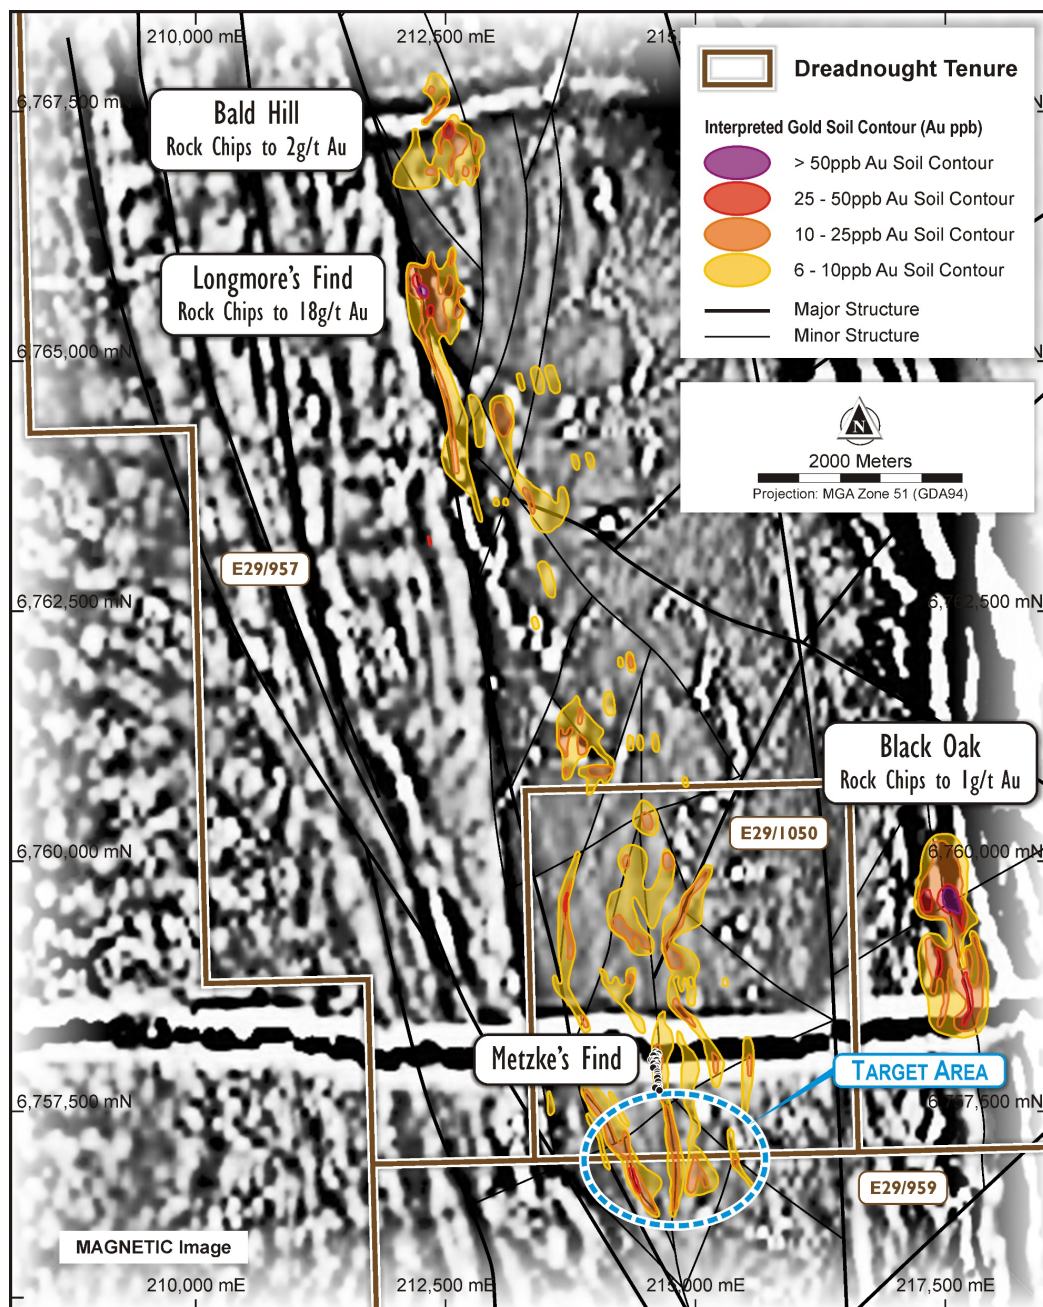 210,000 mE
212,500 mE
215,
6,767,500 mN
Dreadnought Tenure
Interpreted Gold Soil Contour (Au ppb)
> 50ppb Au Soil Contour
25 - 50ppb Au Soil Contour
10 - 25ppb Au Soil Contour
6 - 10ppb Au Soil Contour
Major Structure
Minor Structure
Bald Hill
Rock Chips to 2g/t Au
Longmore's Find
Rock Chips to 18g/t Au
6,765,000 mN
N
2000 Meters
Projection: MGA Zone 51 (GDA94)
E29/957
6,762,500 mN
6,762,500 mN
Black Oak
Rock Chips to 1g/t Au
E29/1050
6,760,000 mN
6,760,000 mN
Metzke's Find
TARGET AREA
6,757,500 mN
6,757,500 mN
E29/959
MAGNETIC Image
210,000 mE
212,500 mE
215,000 mE
217,500 mE